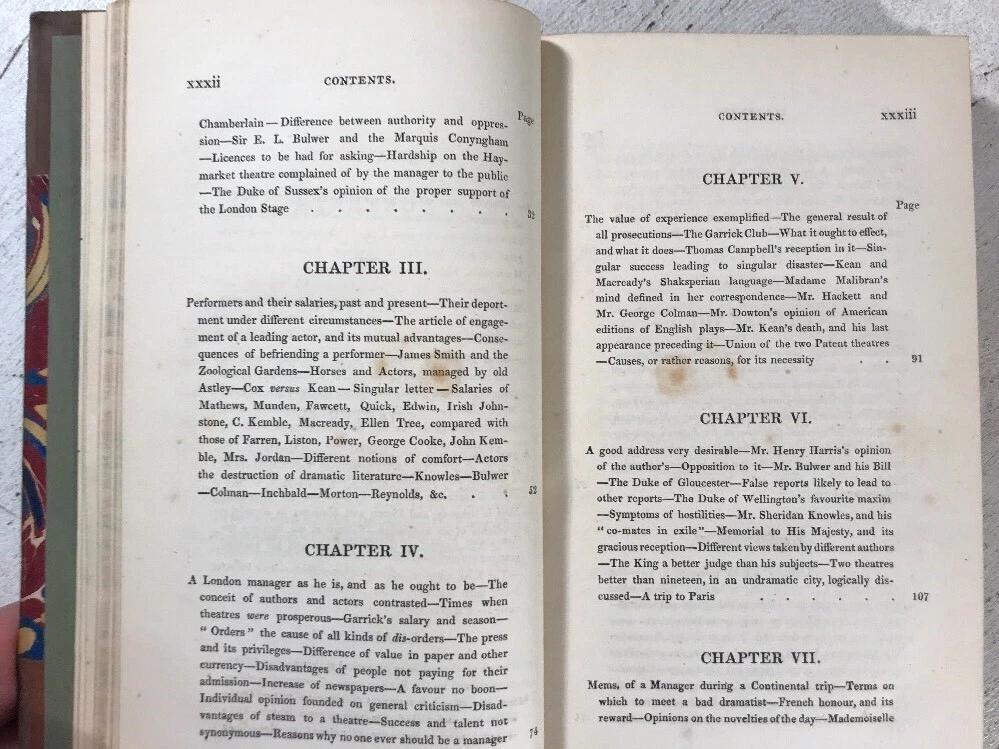 xxxii CONTENTS.
Page
Chamberlain — Difference between authority and oppres-
sion—Sir E. L. Bulwer and the Marquis Conyngham
—Licences to be had for asking—Hardship on the Hay-
market theatre complained of by the manager to the public
—The Duke of Sussex's opinion of the proper support of
the London Stage . . . . . . . . 32
CHAPTER III.
Performers and their salaries, past and present—Their deport-
ment under different circumstances—The article of engage-
ment of a leading actor, and its mutual advantages—Conse-
quences of befriending a performer—James Smith and the
Zoological Gardens—Horses and Actors, managed by old
Astley—Cox versus Kean — Singular letter — Salaries of
Mathews, Munden, Fawcett, Quick, Edwin, Irish John-
stone, C. Kemble, Macready, Ellen Tree, compared with
those of Farren, Liston, Power, George Cooke, John Kem-
ble, Mrs. Jordan—Different notions of comfort—Actors
the destruction of dramatic literature—Knowles—Bulwer
—Colman—Inchbald—Morton—Reynolds, &c. . . 52
CHAPTER IV.
A London manager as he is, and as he ought to be—The
conceit of authors and actors contrasted—Times when
theatres were prosperous—Garrick's salary and season—
"Orders" the cause of all kinds of dis-orders—The press
and its privileges—Difference of value in paper and other
currency—Disadvantages of people not paying for their
admission—Increase of newspapers—A favour no boon—
Individual opinion founded on general criticism—Disad-
vantages of steam to a theatre—Success and talent not
synonymous—Reasons why no one ever should be a manager 74
CONTENTS. xxxiii
CHAPTER V.
Page
The value of experience exemplified—The general result of
all prosecutions—The Garrick Club—What it ought to effect,
and what it does—Thomas Campbell's reception in it—Sin-
gular success leading to singular disaster—Kean and
Macready's Shaksperian language—Madame Malibran's
mind defined in her correspondence—Mr. Hackett and
Mr. George Colman—Mr. Dowton's opinion of American
editions of English plays—Mr. Kean's death, and his last
appearance preceding it—Union of the two Patent theatres
—Causes, or rather reasons, for its necessity . . 91
CHAPTER VI.
A good address very desirable—Mr. Henry Harris's opinion
of the author's—Opposition to it—Mr. Bulwer and his Bill
—The Duke of Gloucester—False reports likely to lead to
other reports—The Duke of Wellington's favourite maxim
—Symptoms of hostilities—Mr. Sheridan Knowles, and his
"co-mates in exile"—Memorial to His Majesty, and its
gracious reception—Different views taken by different authors
—The King a better judge than his subjects—Two theatres
better than nineteen, in an undramatic city, logically dis-
cussed—A trip to Paris . . . . . . 107
CHAPTER VII.
Mems. of a Manager during a Continental trip—Terms on
which to meet a bad dramatist—French honour, and its
reward—Opinions on the novelties of the day—Mademoiselle